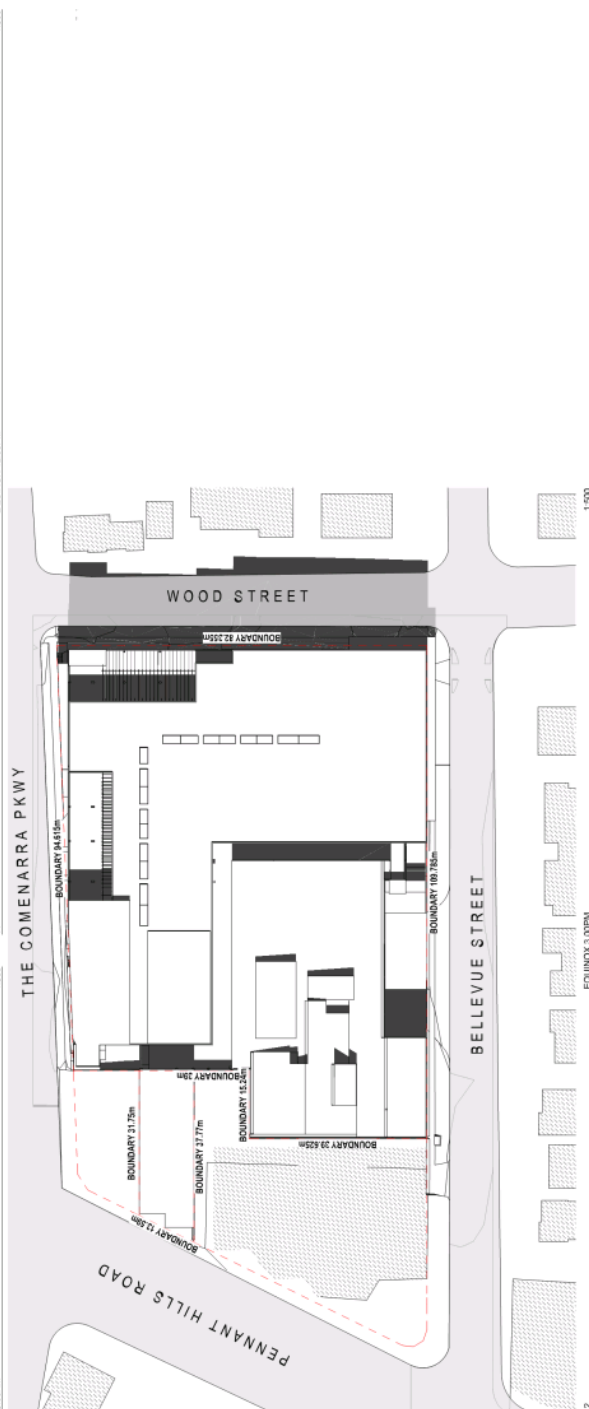 1:500
WOOD STREET
BOUNDARY 82.355m
THE COMENARRA PKWY
BOUNDARY 94.615m
BOUNDARY 109.785m
BELLEVUE STREET
EQUINOX 3.00PM
BOUNDARY 39m
BOUNDARY 15.24m
BOUNDARY 31.75m
BOUNDARY 37.77m
BOUNDARY 39.625m
BOUNDARY 13.59m
PENNANT HILLS ROAD